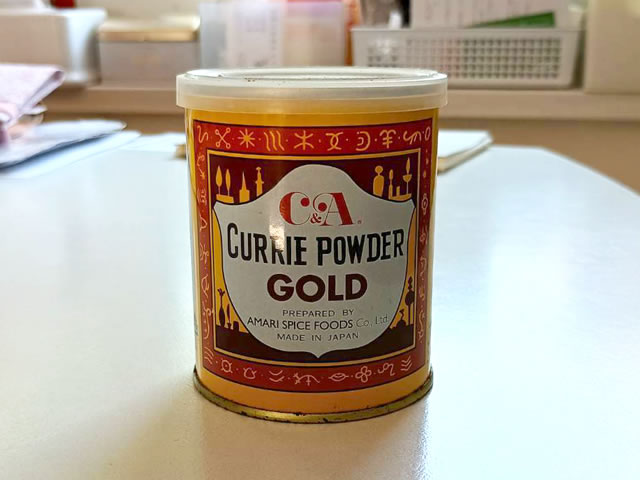 C&A
CURRIE POWDER
GOLD
PREPARED BY
AMARI SPICE FOODS Co., Ltd.
MADE IN JAPAN